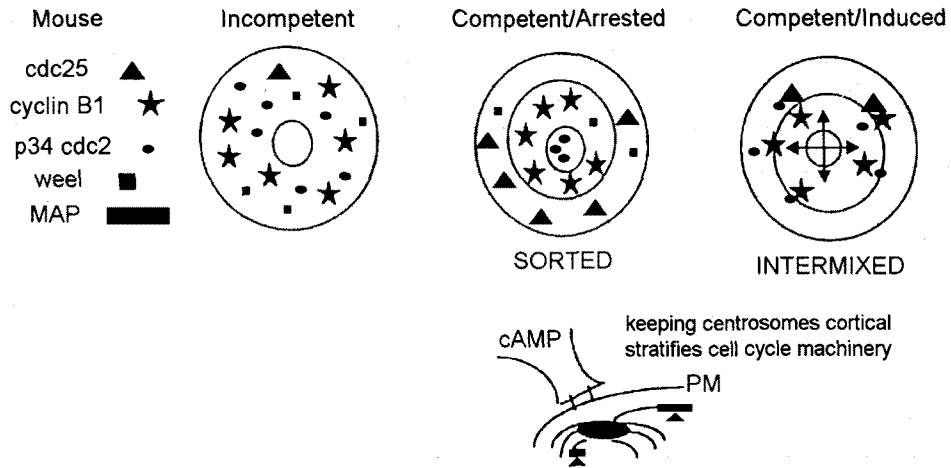 Mouse
Incompetent
Competent/Arrested
Competent/Induced
cdc25
cyclin B1
p34 cdc2
weel
MAP
SORTED
INTERMIXED
keeping centrosomes cortical
stratifies cell cycle machinery
cAMP
PM